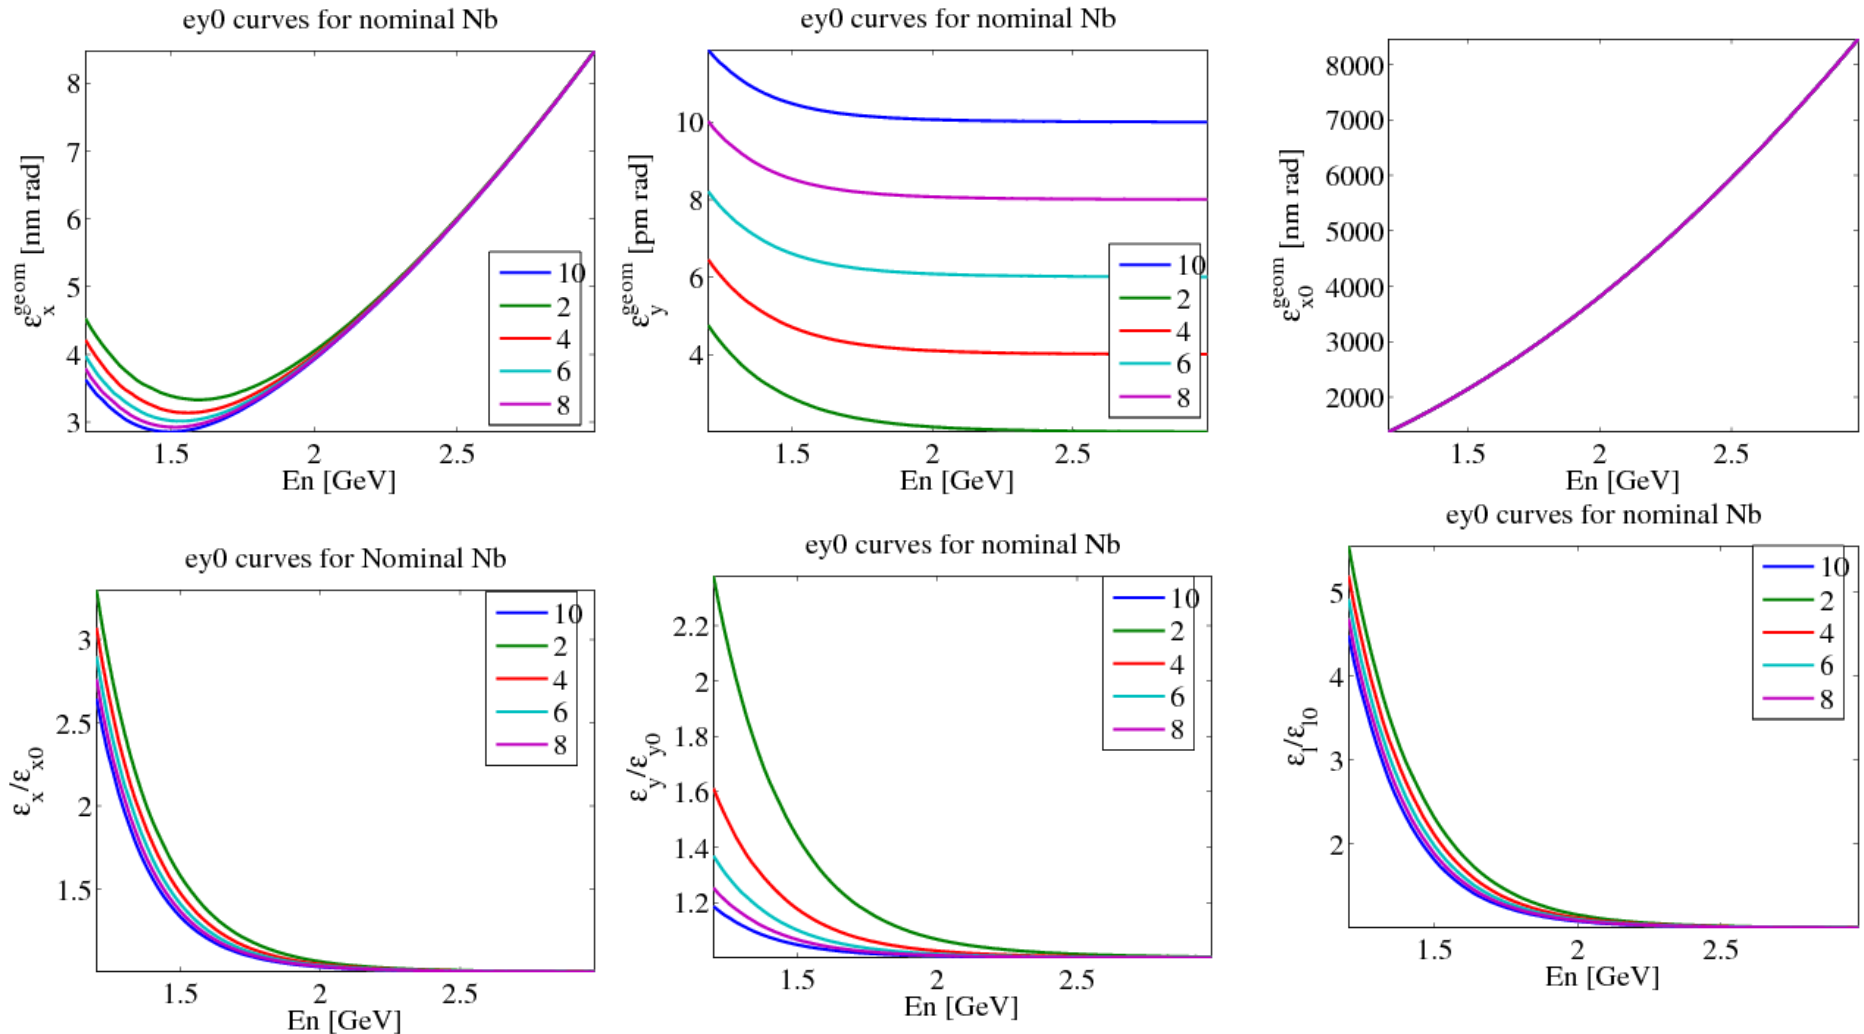 ey0 curves for nominal Nb
8
7
6
5
4
3
1.5 2 2.5
En [GeV]
ε_x^geom [nm rad]
10
2
4
6
8
ey0 curves for nominal Nb
10
8
6
4
1.5 2 2.5
En [GeV]
ε_y^geom [pm rad]
10
2
4
6
8
8000
7000
6000
5000
4000
3000
2000
1.5 2 2.5
En [GeV]
ε_x0^geom [nm rad]
ey0 curves for Nominal Nb
3
2.5
2
1.5
1.5 2 2.5
En [GeV]
ε_x/ε_x0
10
2
4
6
8
ey0 curves for nominal Nb
2.2
2
1.8
1.6
1.4
1.2
1.5 2 2.5
En [GeV]
ε_y/ε_y0
10
2
4
6
8
ey0 curves for nominal Nb
5
4
3
2
1.5 2 2.5
En [GeV]
ε_l/ε_l0
10
2
4
6
8